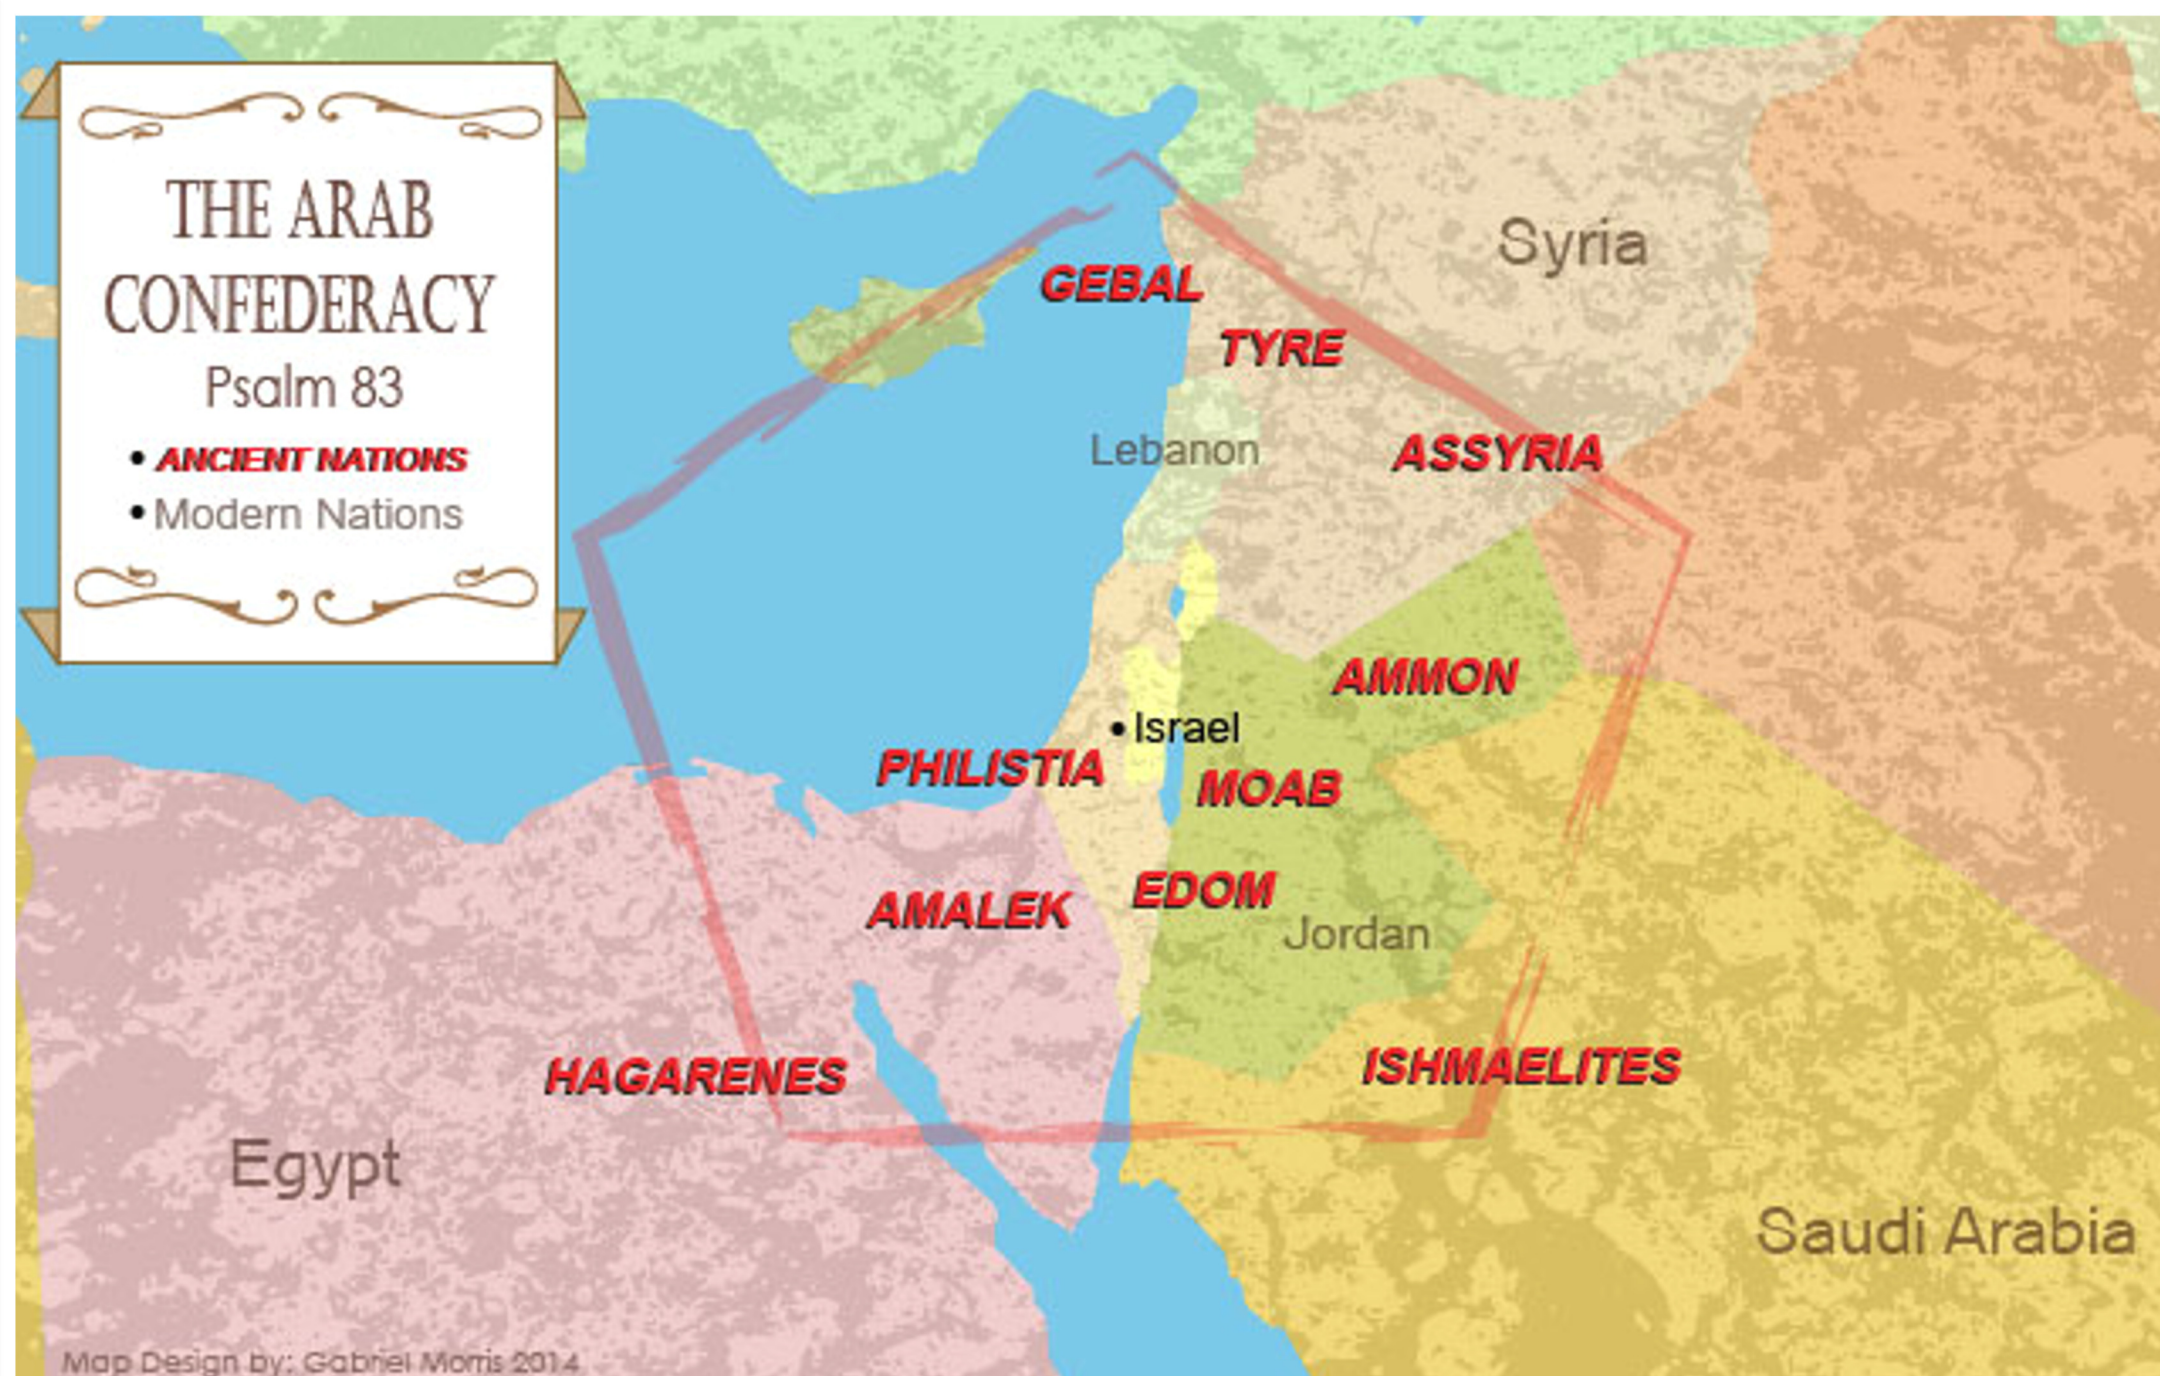 THE ARAB
CONFEDERACY
Psalm 83
• ANCIENT NATIONS
• Modern Nations
Syria
GEBAL
TYRE
Lebanon
ASSYRIA
AMMON
• Israel
PHILISTIA
MOAB
AMALEK
EDOM
Jordan
HAGARENES
ISHMAELITES
Egypt
Saudi Arabia
Map Design by: Gabriel Morris 2014